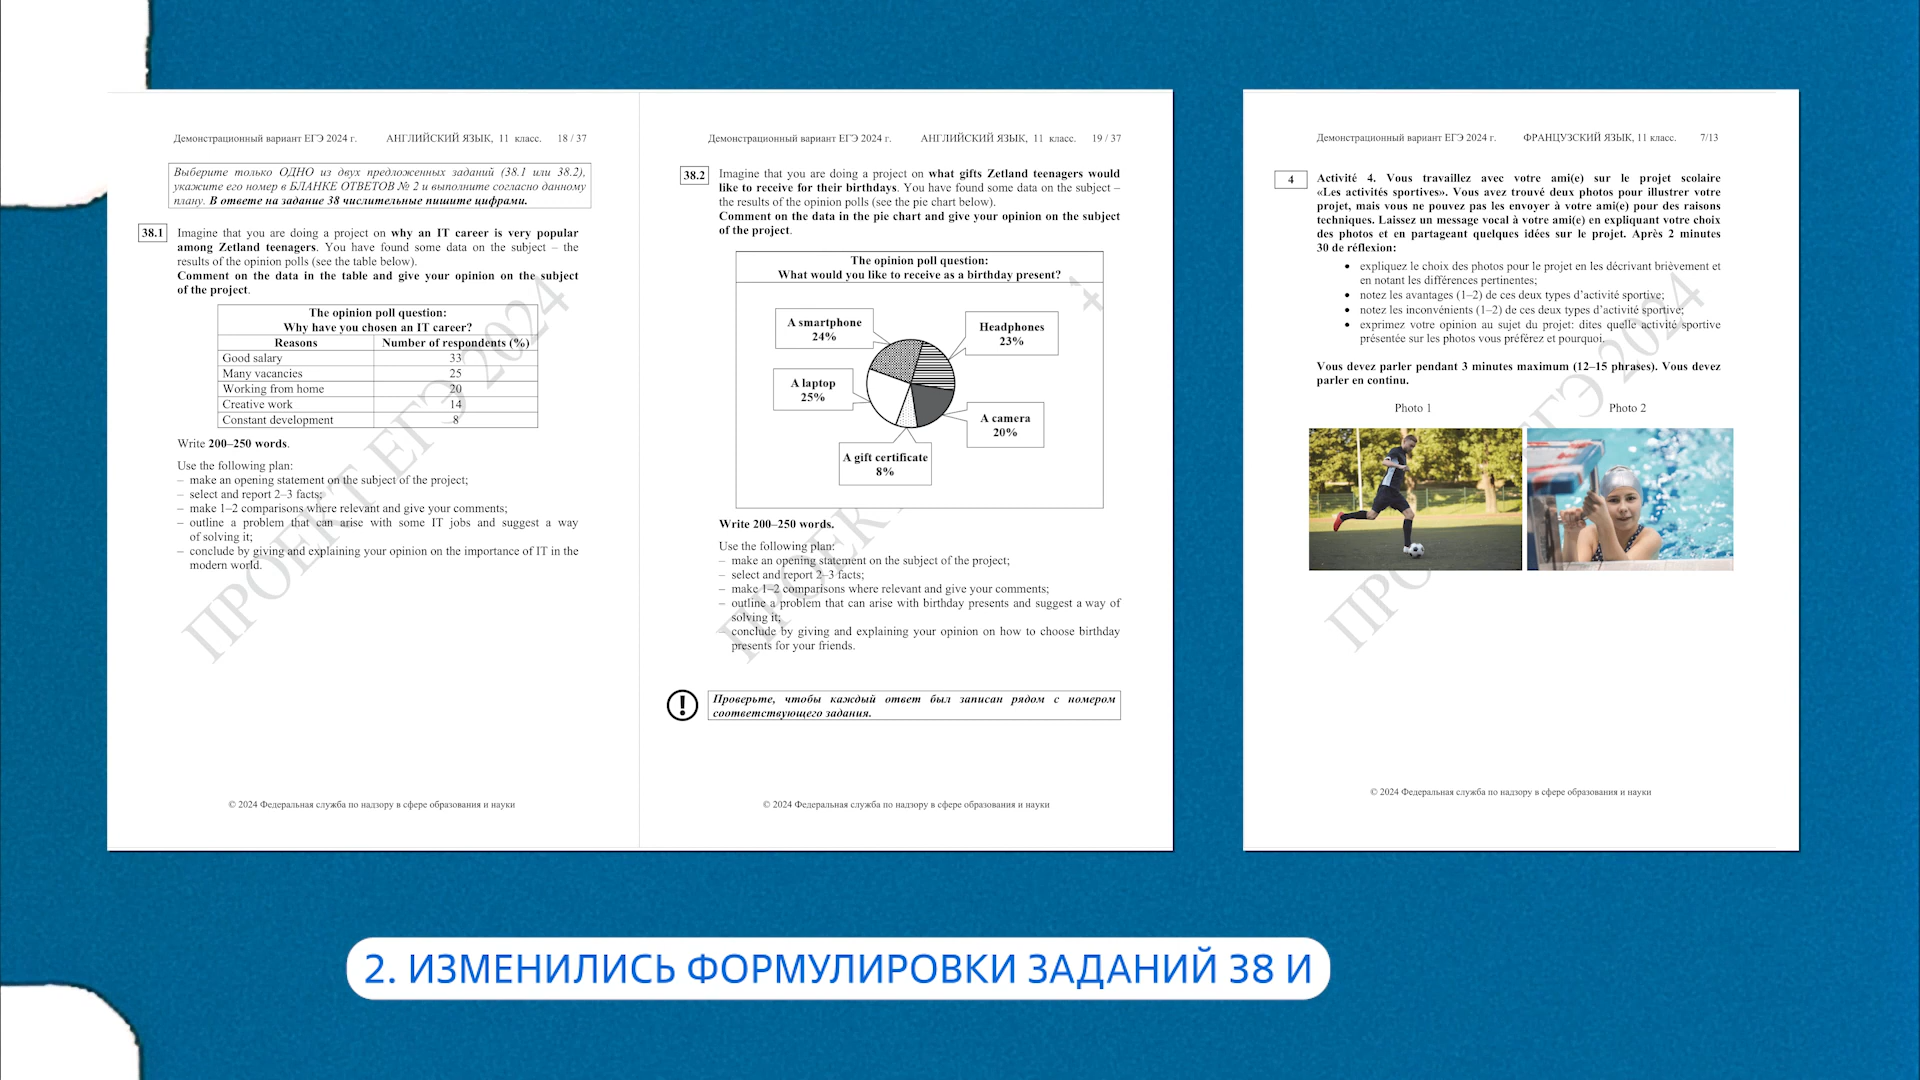 Демонстрационный вариант ЕГЭ 2024 г. АНГЛИЙСКИЙ ЯЗЫК, 11 класс. 18 / 37
Выберите только ОДНО из двух предложенных заданий (38.1 или 38.2),
укажите его номер в БЛАНКЕ ОТВЕТОВ № 2 и выполните согласно данному
плану. В ответе на задание 38 числительные пишите цифрами.
38.1 Imagine that you are doing a project on why an IT career is very popular
among Zetland teenagers. You have found some data on the subject – the
results of the opinion polls (see the table below).
Comment on the data in the table and give your opinion on the subject
of the project.
The opinion poll question:
Why have you chosen an IT career?
Reasons Number of respondents (%)
Good salary 33
Many vacancies 25
Working from home 20
Creative work 14
Constant development 8
Write 200–250 words.
Use the following plan:
– make an opening statement on the subject of the project;
– select and report 2–3 facts;
– make 1–2 comparisons where relevant and give your comments;
– outline a problem that can arise with some IT jobs and suggest a way
of solving it;
– conclude by giving and explaining your opinion on the importance of IT in the
modern world.
ПРОЕКТ ЕГЭ 2024
© 2024 Федеральная служба по надзору в сфере образования и науки
Демонстрационный вариант ЕГЭ 2024 г. АНГЛИЙСКИЙ ЯЗЫК, 11 класс. 19 / 37
38.2 Imagine that you are doing a project on what gifts Zetland teenagers would
like to receive for their birthdays. You have found some data on the subject –
the results of the opinion polls (see the pie chart below).
Comment on the data in the pie chart and give your opinion on the subject
of the project.
The opinion poll question:
What would you like to receive as a birthday present?
A smartphone
24%
Headphones
23%
A laptop
25%
A camera
20%
A gift certificate
8%
Write 200–250 words.
Use the following plan:
– make an opening statement on the subject of the project;
– select and report 2–3 facts;
– make 1–2 comparisons where relevant and give your comments;
– outline a problem that can arise with birthday presents and suggest a way of
solving it;
– conclude by giving and explaining your opinion on how to choose birthday
presents for your friends.
ПРОЕК 4
! Проверьте, чтобы каждый ответ был записан рядом с номером
соответствующего задания.
© 2024 Федеральная служба по надзору в сфере образования и науки
Демонстрационный вариант ЕГЭ 2024 г. ФРАНЦУЗСКИЙ ЯЗЫК, 11 класс. 7/13
4 Activité 4. Vous travaillez avec votre ami(e) sur le projet scolaire
«Les activités sportives». Vous avez trouvé deux photos pour illustrer votre
projet, mais vous ne pouvez pas les envoyer à votre ami(e) pour des raisons
techniques. Laissez un message vocal à votre ami(e) en expliquant votre choix
des photos et en partageant quelques idées sur le projet. Après 2 minutes
30 de réflexion:
• expliquez le choix des photos pour le projet en les décrivant brièvement et
en notant les différences pertinentes;
• notez les avantages (1–2) de ces deux types d’activité sportive;
• notez les inconvénients (1–2) de ces deux types d’activité sportive;
• exprimez votre opinion au sujet du projet: dites quelle activité sportive
présentée sur les photos vous préférez et pourquoi.
Vous devez parler pendant 3 minutes maximum (12–15 phrases). Vous devez
parler en continu.
Photo 1 Photo 2
ПРО ЕГЭ 2024
© 2024 Федеральная служба по надзору в сфере образования и науки
2. ИЗМЕНИЛИСЬ ФОРМУЛИРОВКИ ЗАДАНИЙ 38 И